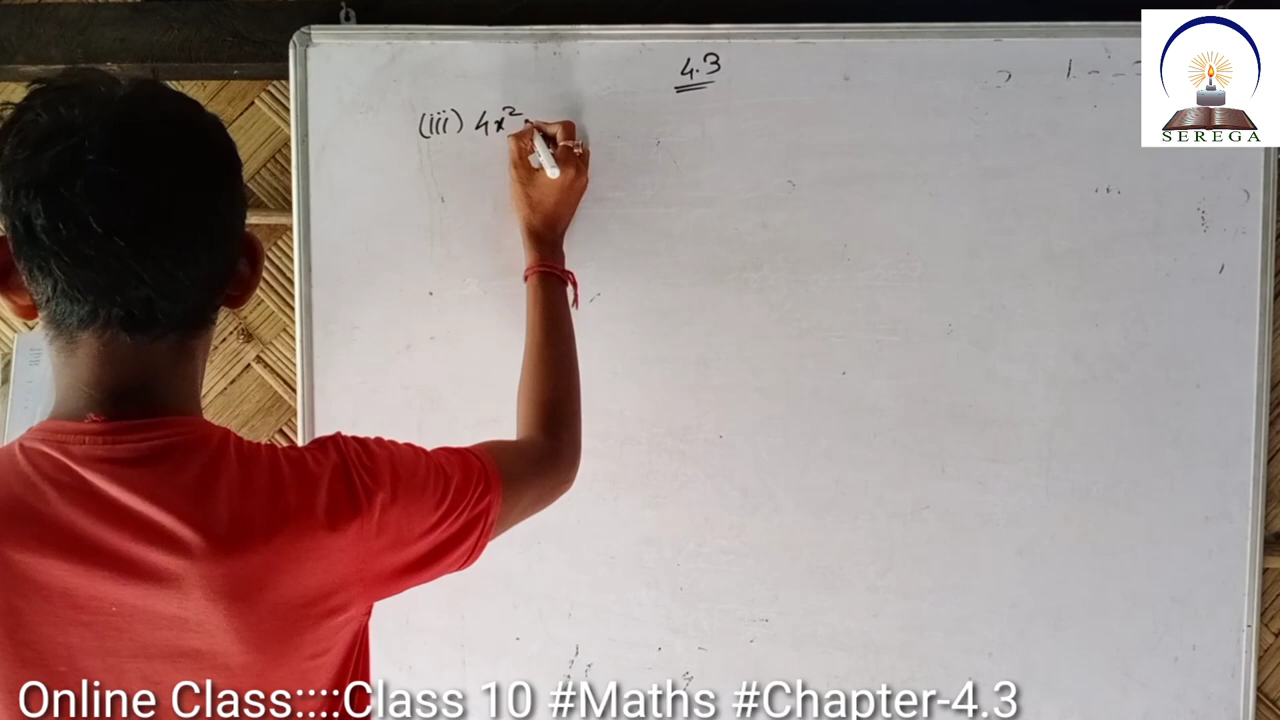 4.3
(iii) 4x²
SEREGA
Online Class::::Class 10 #Maths #Chapter-4.3